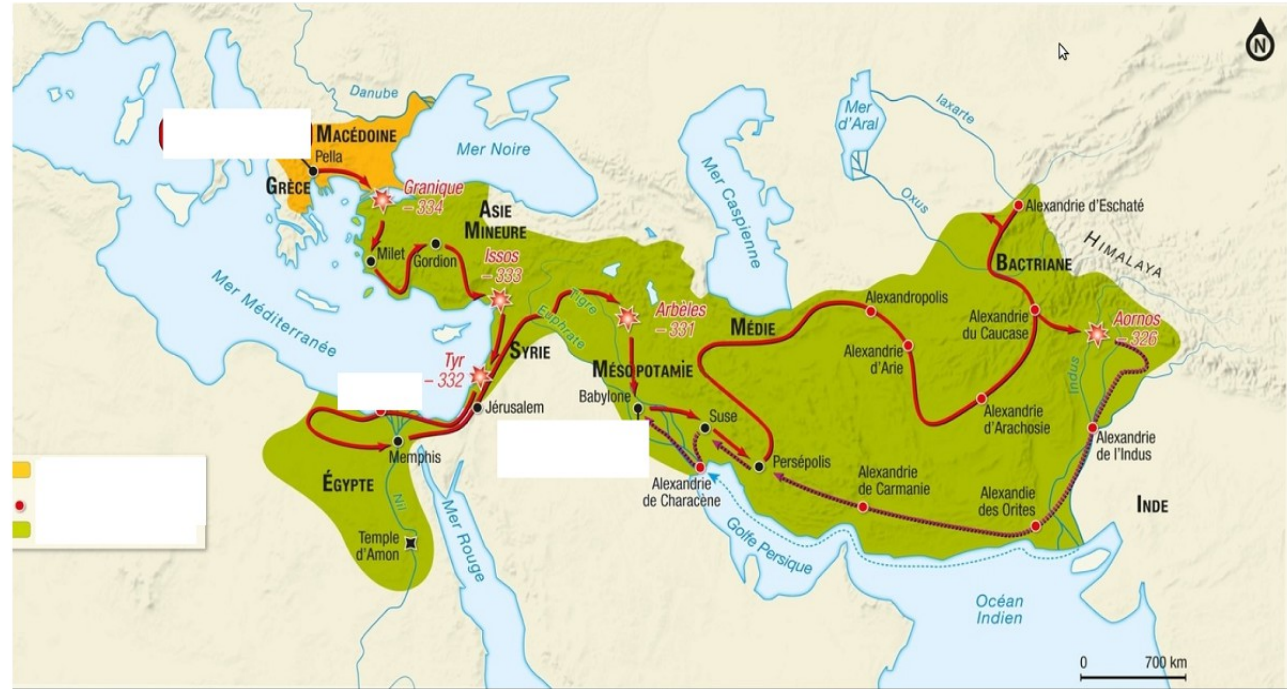 N
Danube
Mer Noire
Mer
d'Aral
Iaxarte
Oxus
Mer Caspienne
MACÉDOINE
Pella
GRÈCE
Granique
– 334
ASIE
MINEURE
Milet
Gordion
Issos
– 333
Mer Méditerranée
Tigre
Euphrate
Arbèles
– 331
MÉDIE
SYRIE
Tyr
– 332
MÉSOPOTAMIE
Babylone
Suse
Jérusalem
Memphis
Persépolis
ÉGYPTE
Nil
Temple
d'Amon
Mer Rouge
Alexandrie
de Characène
Golfe Persique
Alexandropolis
Alexandrie
d'Arie
Alexandrie
du Caucase
BACTRIANE
Alexandrie d'Eschaté
HIMALAYA
Aornos
– 326
Indus
Alexandrie
d'Arachosie
Alexandrie
de l'Indus
Alexandrie
de Carmanie
Alexandie
des Orites
INDE
Océan
Indien
0 700 km